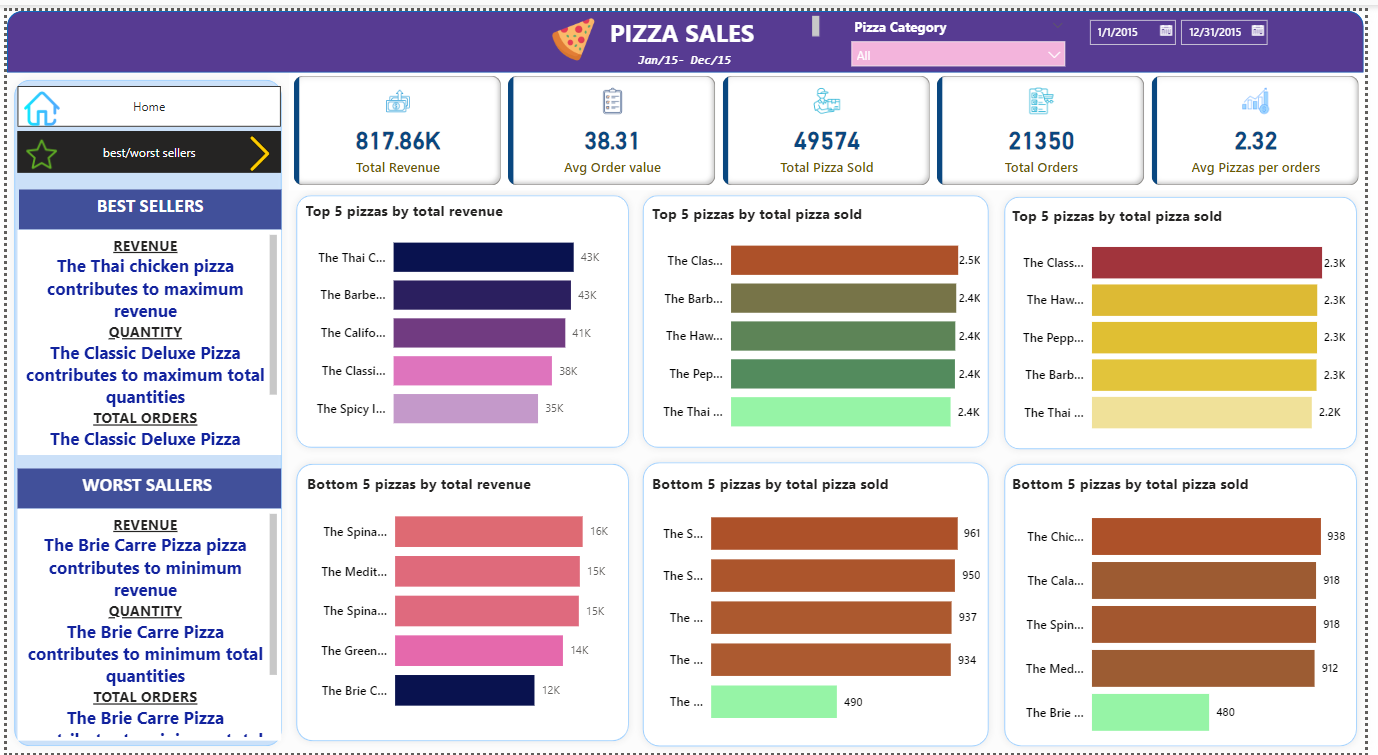 PIZZA SALES
Jan/15- Dec/15
Pizza Category
All
1/1/2015
12/31/2015
Home
best/worst sellers
817.86K
Total Revenue
38.31
Avg Order value
49574
Total Pizza Sold
21350
Total Orders
2.32
Avg Pizzas per orders
BEST SELLERS
REVENUE
The Thai chicken pizza
contributes to maximum
revenue
QUANTITY
The Classic Deluxe Pizza
contributes to maximum total
quantities
TOTAL ORDERS
The Classic Deluxe Pizza
Top 5 pizzas by total revenue
The Thai C... 43K
The Barbe... 43K
The Califo... 41K
The Classi... 38K
The Spicy I... 35K
Top 5 pizzas by total pizza sold
The Clas... 2.5K
The Barb... 2.4K
The Haw... 2.4K
The Pep... 2.4K
The Thai ... 2.4K
Top 5 pizzas by total pizza sold
The Class... 2.3K
The Haw... 2.3K
The Pepp... 2.3K
The Barb... 2.3K
The Thai ... 2.2K
WORST SALLERS
REVENUE
The Brie Carre Pizza pizza
contributes to minimum
revenue
QUANTITY
The Brie Carre Pizza
contributes to minimum total
quantities
TOTAL ORDERS
The Brie Carre Pizza
Bottom 5 pizzas by total revenue
The Spina... 16K
The Medit... 15K
The Spina... 15K
The Green... 14K
The Brie C... 12K
Bottom 5 pizzas by total pizza sold
The S... 961
The S... 950
The ... 937
The ... 934
The ... 490
Bottom 5 pizzas by total pizza sold
The Chic... 938
The Cala... 918
The Spin... 918
The Med... 912
The Brie ... 480